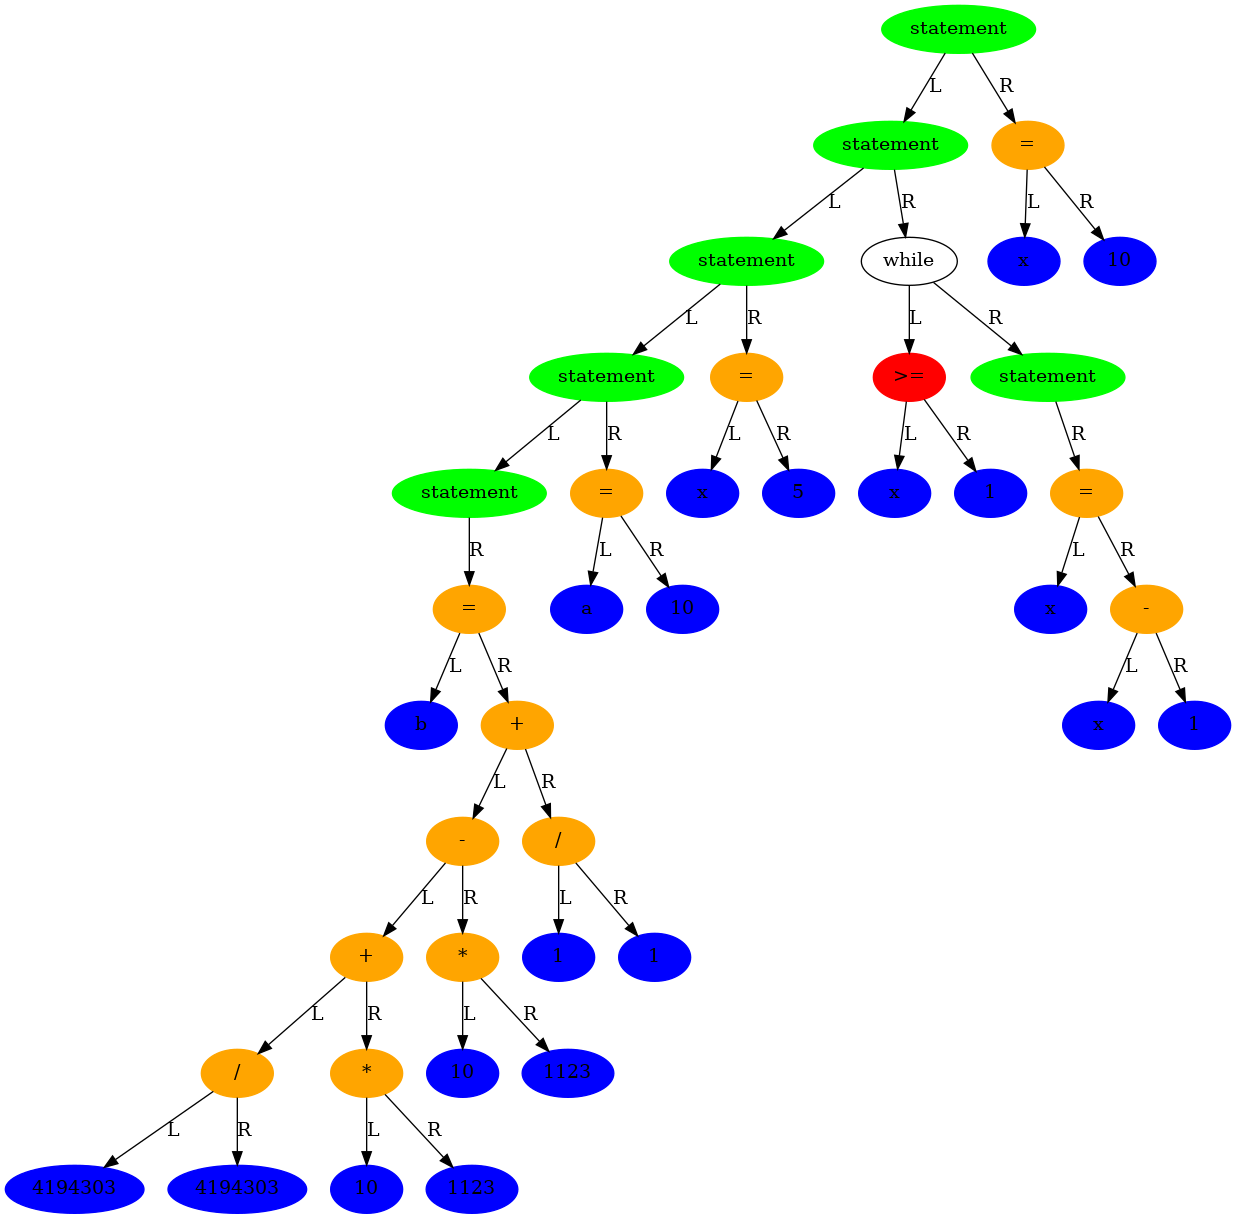 statement
L R
statement =
L R L R
statement while x 10
L R L R
statement = >= statement
L R L R L R R
statement = x 5 x 1 =
R L R L R
= a 10 x -
L R L R
b + x 1
L R
- /
L R L R
+ * 1 1
L R L R
/ * 10 1123
L R L R
4194303 4194303 10 1123